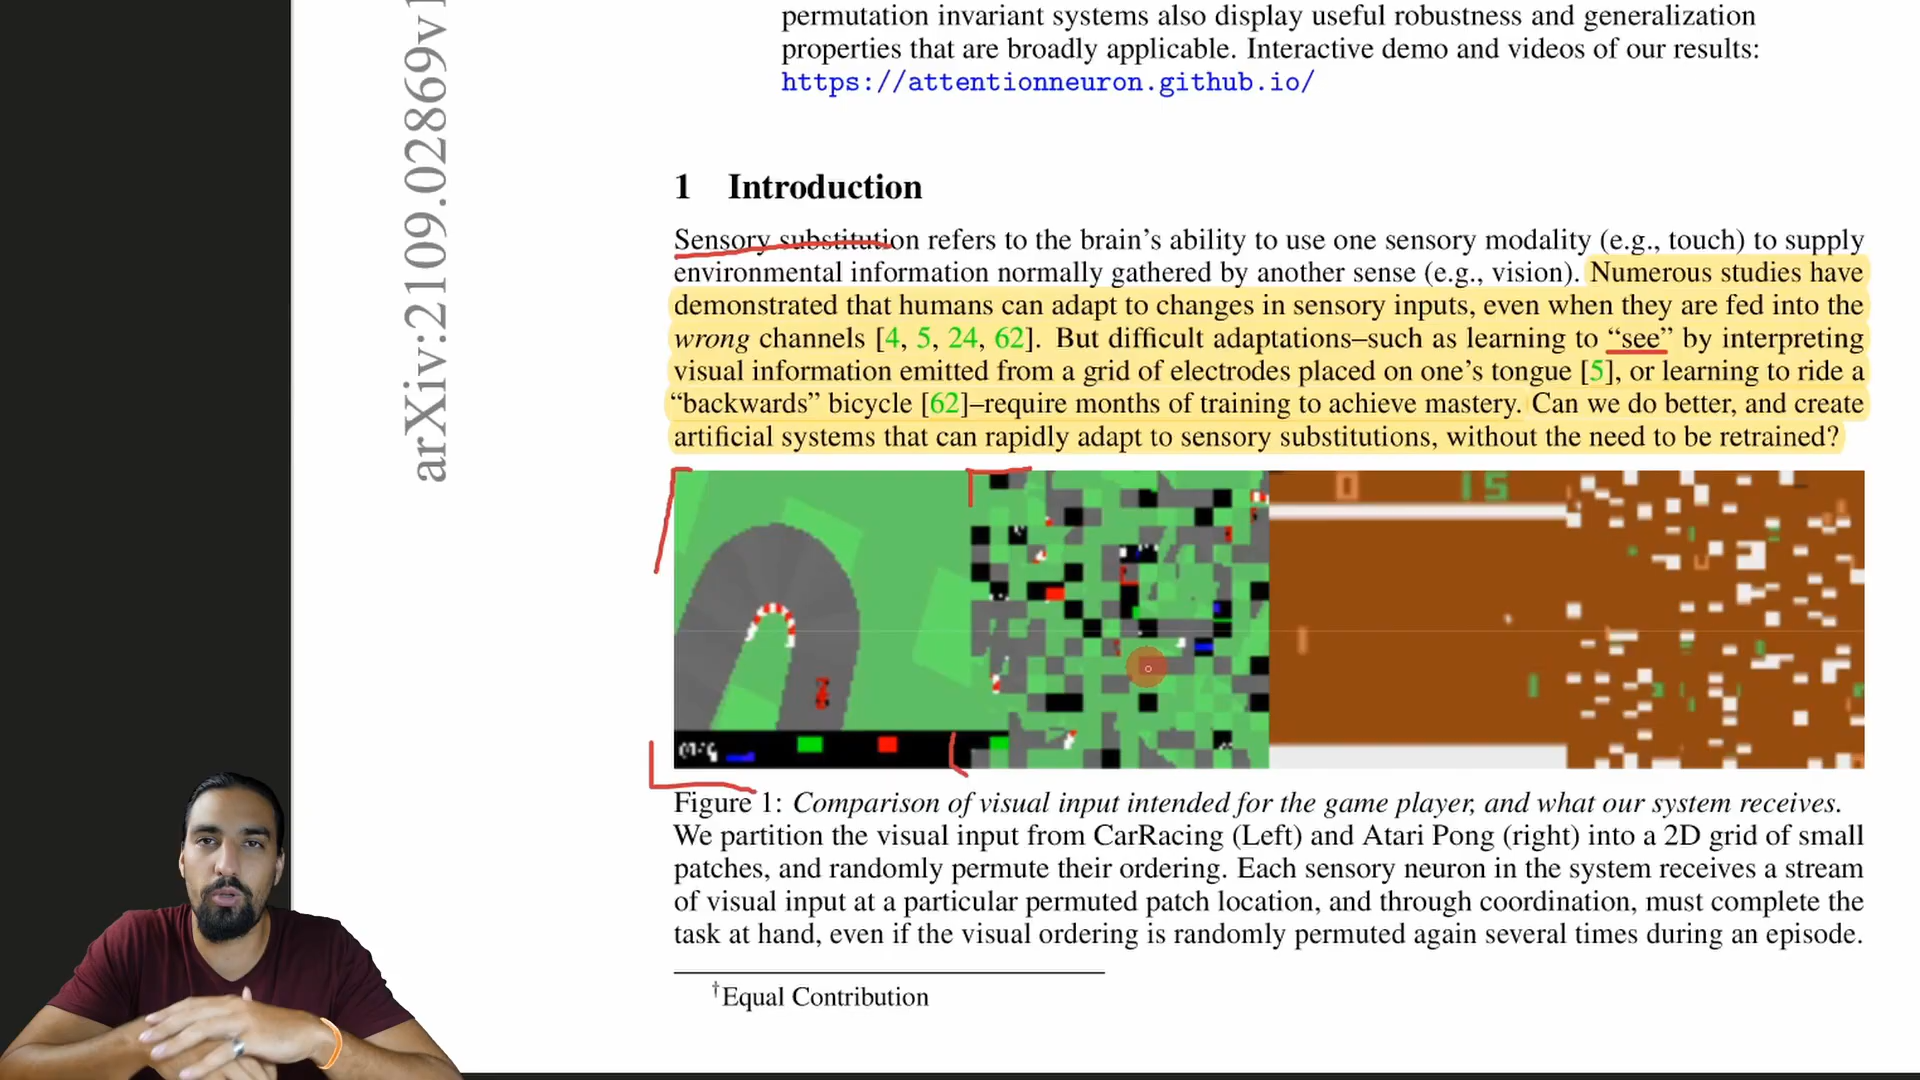 permutation invariant systems also display useful robustness and generalization
properties that are broadly applicable. Interactive demo and videos of our results:
https://attentionneuron.github.io/
arXiv:2109.02869v1
1 Introduction
Sensory substitution refers to the brain’s ability to use one sensory modality (e.g., touch) to supply
environmental information normally gathered by another sense (e.g., vision). Numerous studies have
demonstrated that humans can adapt to changes in sensory inputs, even when they are fed into the
wrong channels [4, 5, 24, 62]. But difficult adaptations–such as learning to “see” by interpreting
visual information emitted from a grid of electrodes placed on one’s tongue [5], or learning to ride a
“backwards” bicycle [62]–require months of training to achieve mastery. Can we do better, and create
artificial systems that can rapidly adapt to sensory substitutions, without the need to be retrained?
0 15
Figure 1: Comparison of visual input intended for the game player, and what our system receives.
We partition the visual input from CarRacing (Left) and Atari Pong (right) into a 2D grid of small
patches, and randomly permute their ordering. Each sensory neuron in the system receives a stream
of visual input at a particular permuted patch location, and through coordination, must complete the
task at hand, even if the visual ordering is randomly permuted again several times during an episode.
†Equal Contribution